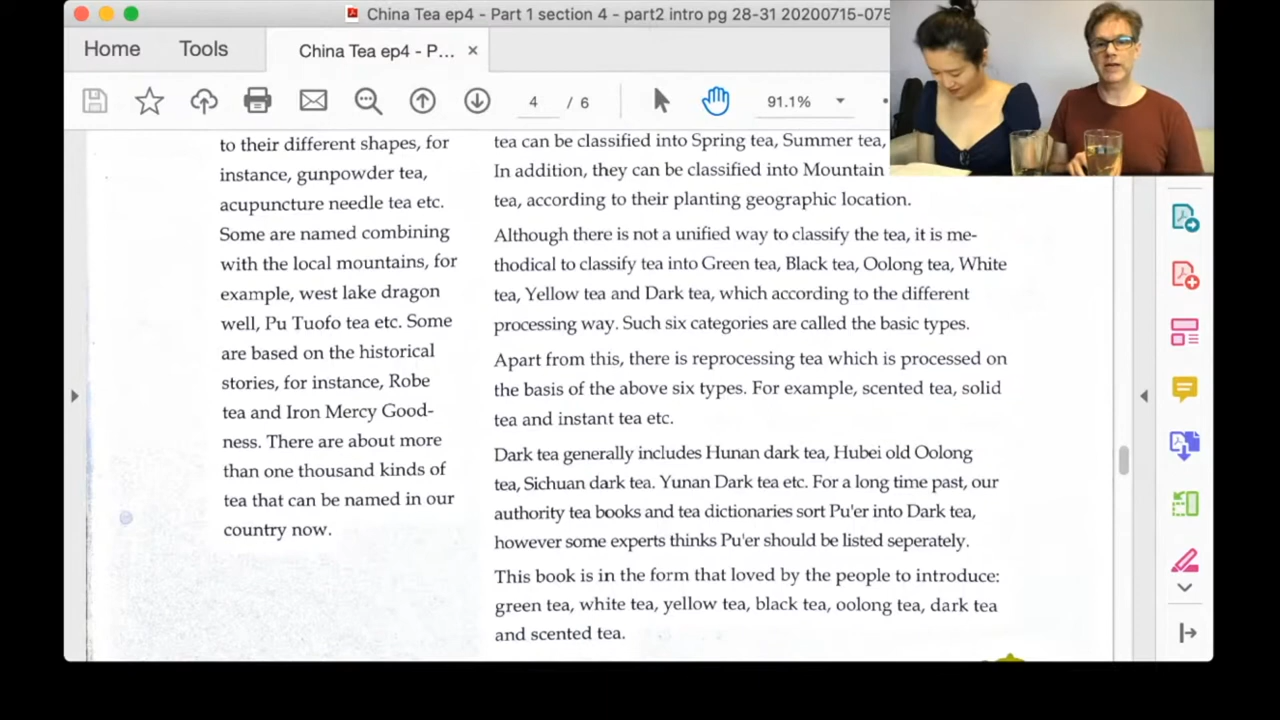 China Tea ep4 - Part 1 section 4 - part2 intro pg 28-31 20200715-075
Home
Tools
China Tea ep4 - P...
4 / 6
91.1%
to their different shapes, for
instance, gunpowder tea,
acupuncture needle tea etc.
Some are named combining
with the local mountains, for
example, west lake dragon
well, Pu Tuofo tea etc. Some
are based on the historical
stories, for instance, Robe
tea and Iron Mercy Good-
ness. There are about more
than one thousand kinds of
tea that can be named in our
country now.
tea can be classified into Spring tea, Summer tea,
In addition, they can be classified into Mountain
tea, according to their planting geographic location.
Although there is not a unified way to classify the tea, it is me-
thodical to classify tea into Green tea, Black tea, Oolong tea, White
tea, Yellow tea and Dark tea, which according to the different
processing way. Such six categories are called the basic types.
Apart from this, there is reprocessing tea which is processed on
the basis of the above six types. For example, scented tea, solid
tea and instant tea etc.
Dark tea generally includes Hunan dark tea, Hubei old Oolong
tea, Sichuan dark tea. Yunan Dark tea etc. For a long time past, our
authority tea books and tea dictionaries sort Pu'er into Dark tea,
however some experts thinks Pu'er should be listed seperately.
This book is in the form that loved by the people to introduce:
green tea, white tea, yellow tea, black tea, oolong tea, dark tea
and scented tea.